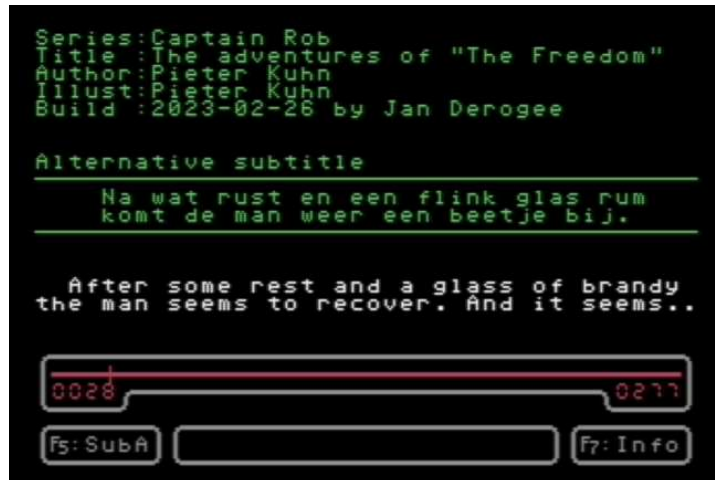 Series:Captain Rob
Title :The adventures of "The Freedom"
Author:Pieter Kuhn
Illust:Pieter Kuhn
Build :2023-02-26 by Jan Derogee
Alternative subtitle
Na wat rust en een flink glas rum
komt de man weer een beetje bij.
After some rest and a glass of brandy
the man seems to recover. And it seems..
0028 0277
F5:SubA F7:Info